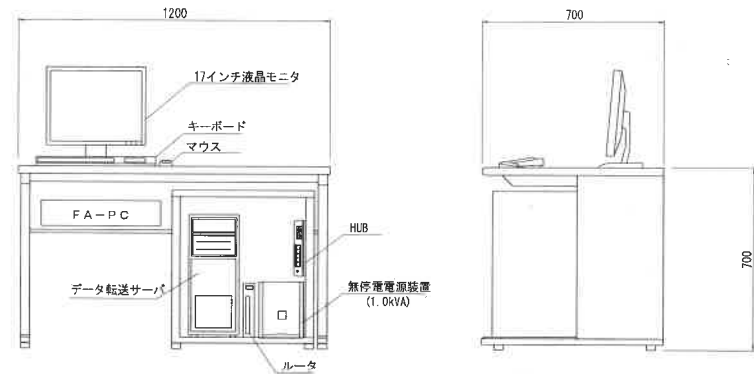 1200
700
17インチ液晶モニタ
キーボード
マウス
FA-PC
HUB
データ転送サーバ
無停電電源装置
(1.0kVA)
ルータ
700